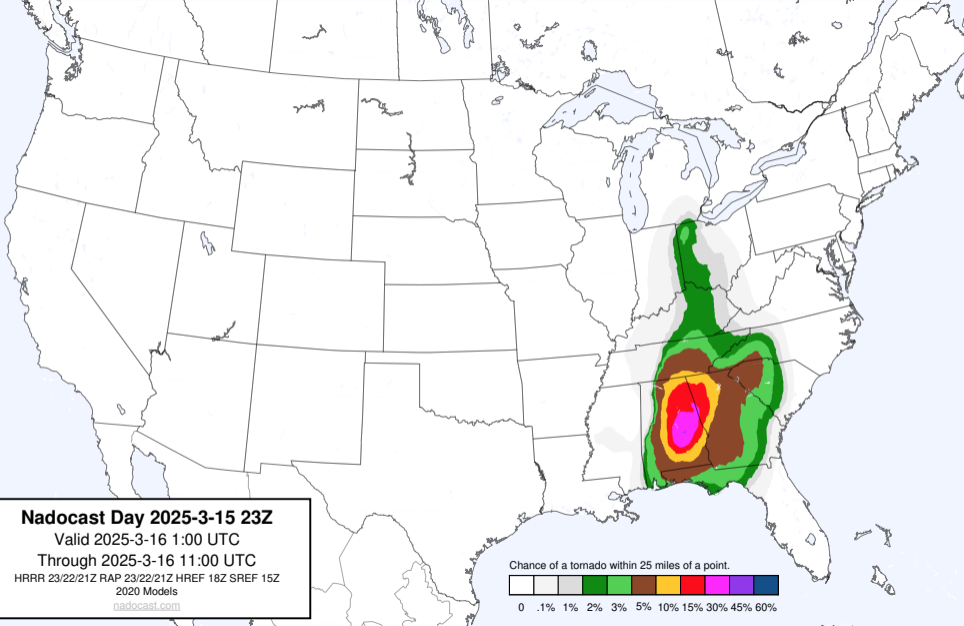 Nadocast Day 2025-3-15 23Z
Valid 2025-3-16 1:00 UTC
Through 2025-3-16 11:00 UTC
HRRR 23/22/21Z RAP 23/22/21Z HREF 18Z SREF 15Z
2020 Models
nadocast.com
Chance of a tornado within 25 miles of a point.
0 .1% 1% 2% 3% 5% 10% 15% 30% 45% 60%